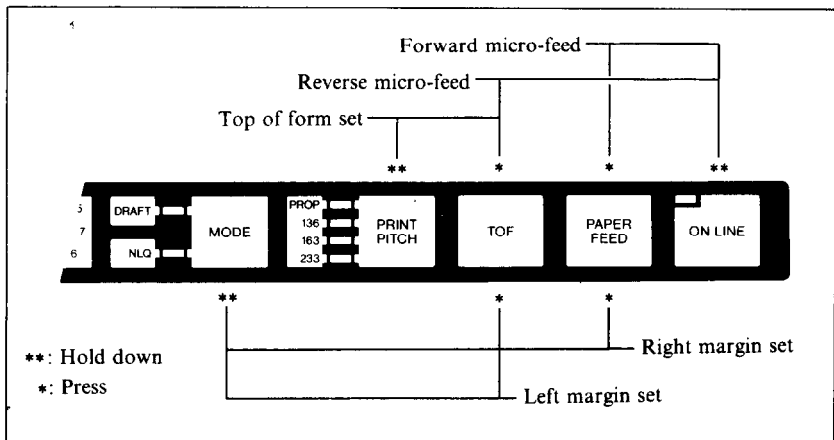 Forward micro-feed
Reverse micro-feed
Top of form set
** * * **
5 DRAFT MODE PROP PRINT PITCH TOF PAPER FEED ON LINE
7 136
6 NLQ 163
233
** * *
**: Hold down
*: Press
Right margin set
Left margin set